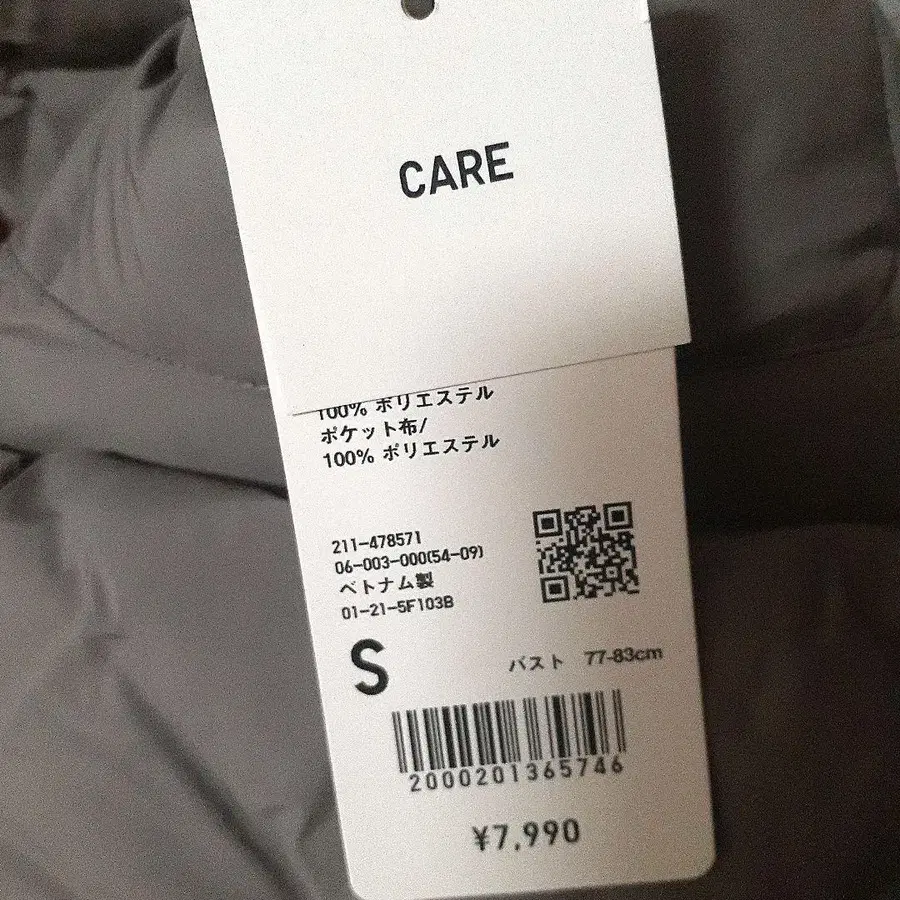 CARE
100% ポリエステル
ポケット布/
100% ポリエステル
211-478571
06-003-000(54-09)
ベトナム製
01-21-5F103B
S
バスト 77-83cm
2000201365746
¥7,990